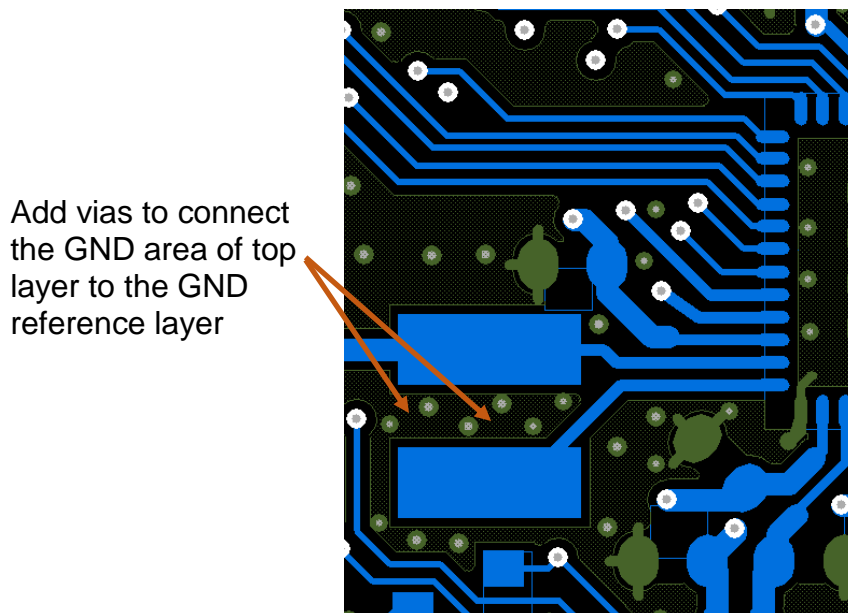 Add vias to connect
the GND area of top
layer to the GND
reference layer